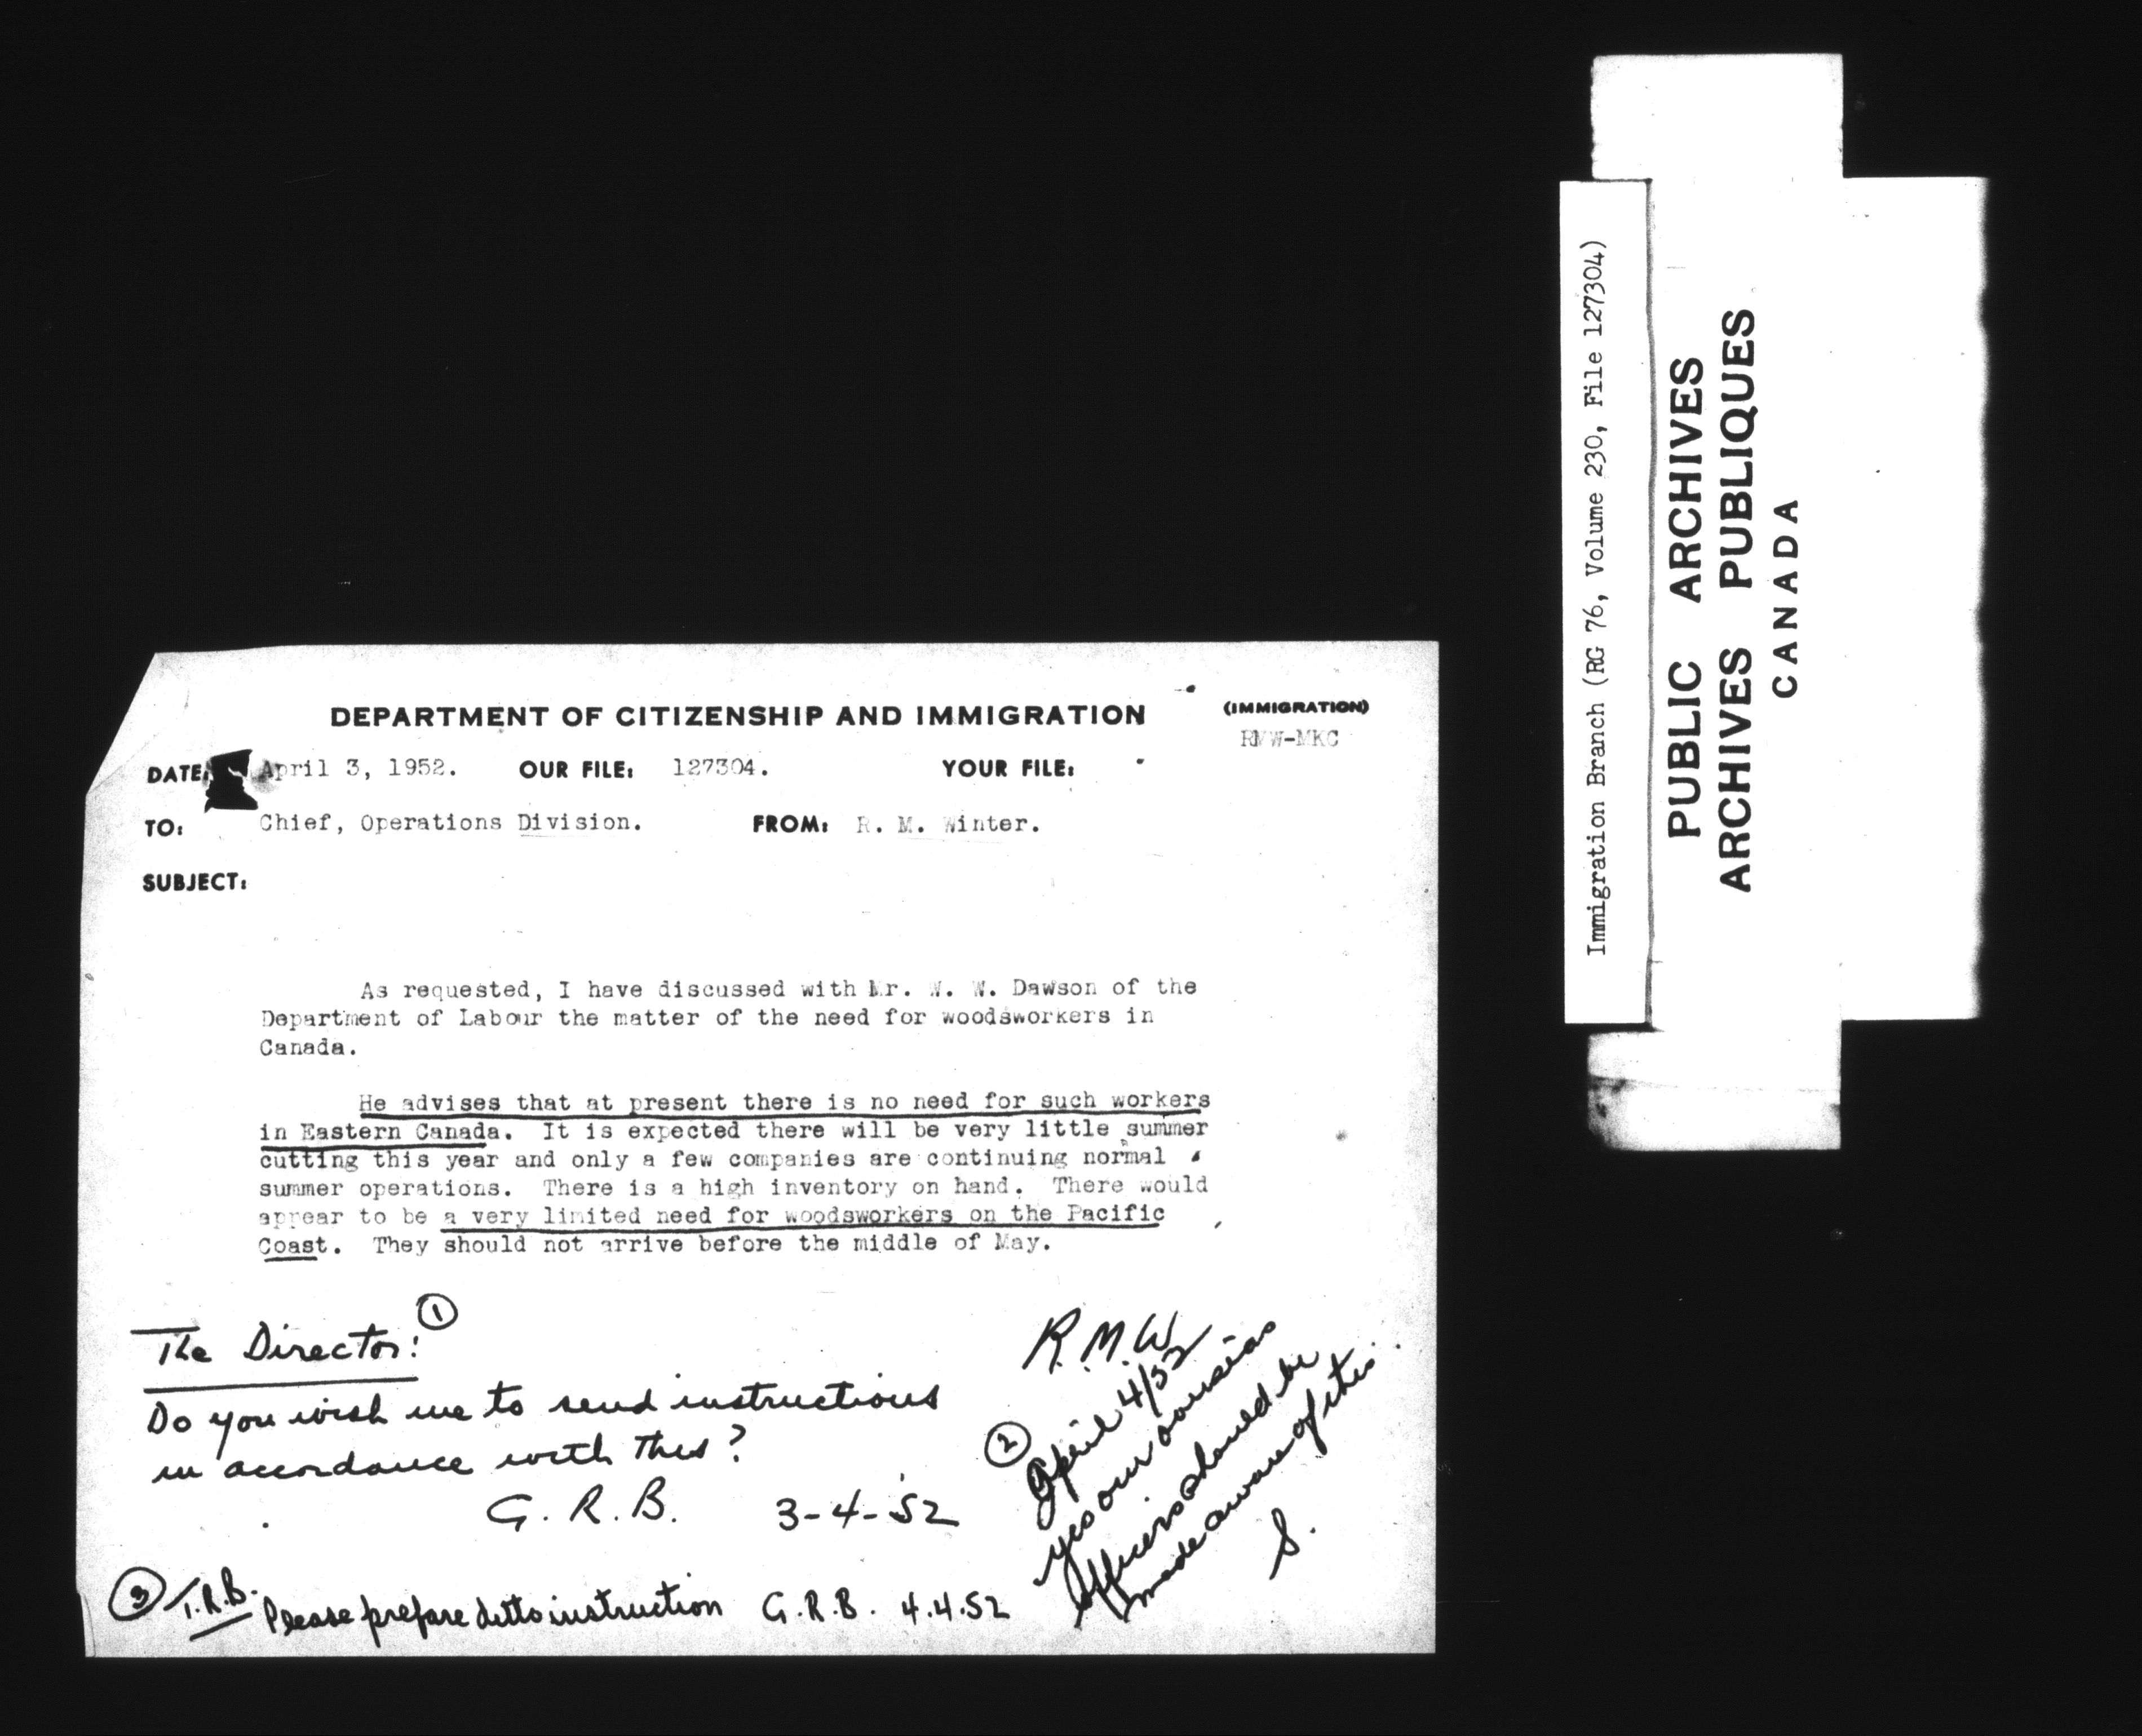 DEPARTMENT OF CITIZENSHIP AND IMMIGRATION
(IMMIGRATION)
RMW-MKC
DATE: April 3, 1952. OUR FILE: 127304. YOUR FILE:
TO: Chief, Operations Division. FROM: R. M. Winter.
SUBJECT:
As requested, I have discussed with Mr. W. W. Dawson of the
Department of Labour the matter of the need for woodsworkers in
Canada.
He advises that at present there is no need for such workers
in Eastern Canada. It is expected there will be very little summer
cutting this year and only a few companies are continuing normal
summer operations. There is a high inventory on hand. There would
appear to be a very limited need for woodsworkers on the Pacific
Coast. They should not arrive before the middle of May.
R.M.W
1
The Director:
Do you wish me to send instructions
in accordance with this?
G.R.B. 3-4-52
2
April 4/52
Yes our overseas
officers should be
made aware of this.
S.
3 T.R.B. Please prepare ditto instruction G.R.B. 4.4.52
Immigration Branch (RG 76, Volume 230, File 127304)
PUBLIC ARCHIVES
ARCHIVES PUBLIQUES
CANADA